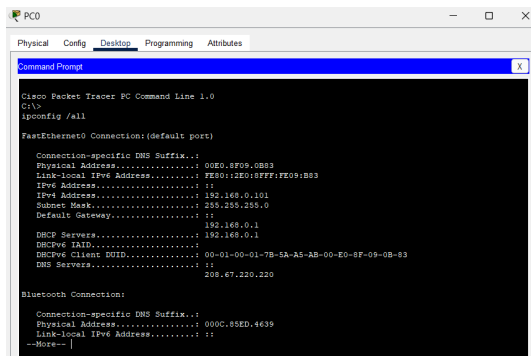 PC0
Physical Config Desktop Programming Attributes
Command Prompt
X
Cisco Packet Tracer PC Command Line 1.0
C:\>
ipconfig /all
FastEthernet0 Connection:(default port)
Connection-specific DNS Suffix..:
Physical Address................: 00E0.8F09.0B83
Link-local IPv6 Address.........: FE80::2E0:8FFF:FE09:B83
IPv6 Address....................: ::
IPv4 Address....................: 192.168.0.101
Subnet Mask.....................: 255.255.255.0
Default Gateway.................: ::
192.168.0.1
DHCP Servers....................: 192.168.0.1
DHCPv6 IAID.....................:
DHCPv6 Client DUID..............: 00-01-00-01-7B-5A-A5-AB-00-E0-8F-09-0B-83
DNS Servers.....................: ::
208.67.220.220
Bluetooth Connection:
Connection-specific DNS Suffix..:
Physical Address................: 000C.85ED.4639
Link-local IPv6 Address.........: ::
--More--